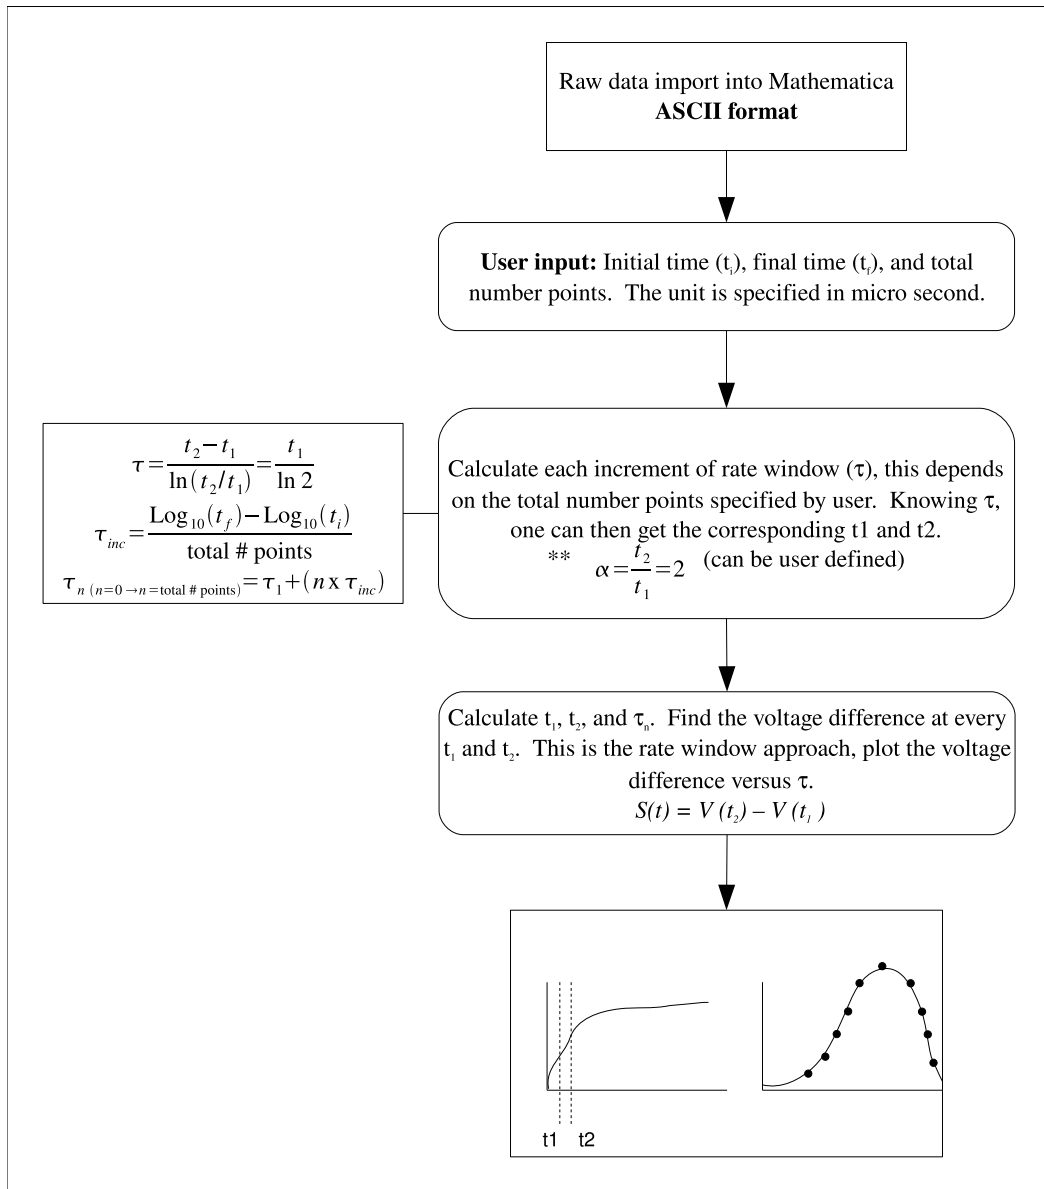 Raw data import into Mathematica
ASCII format
User input: Initial time (tᵢ), final time (t_f), and total
number points. The unit is specified in micro second.
τ = (t₂−t₁)/(ln(t₂/t₁)) = t₁/(ln 2)
τ_inc = (Log₁₀(t_f)−Log₁₀(tᵢ))/(total # points)
τ_n (n=0→n=total # points) = τ₁+(n x τ_inc)
Calculate each increment of rate window (τ), this depends
on the total number points specified by user. Knowing τ,
one can then get the corresponding t1 and t2.
** α = t₂/t₁ = 2 (can be user defined)
Calculate t₁, t₂, and τₙ. Find the voltage difference at every
t₁ and t₂. This is the rate window approach, plot the voltage
difference versus τ.
S(t) = V (t₂) – V (t₁ )
t1 t2